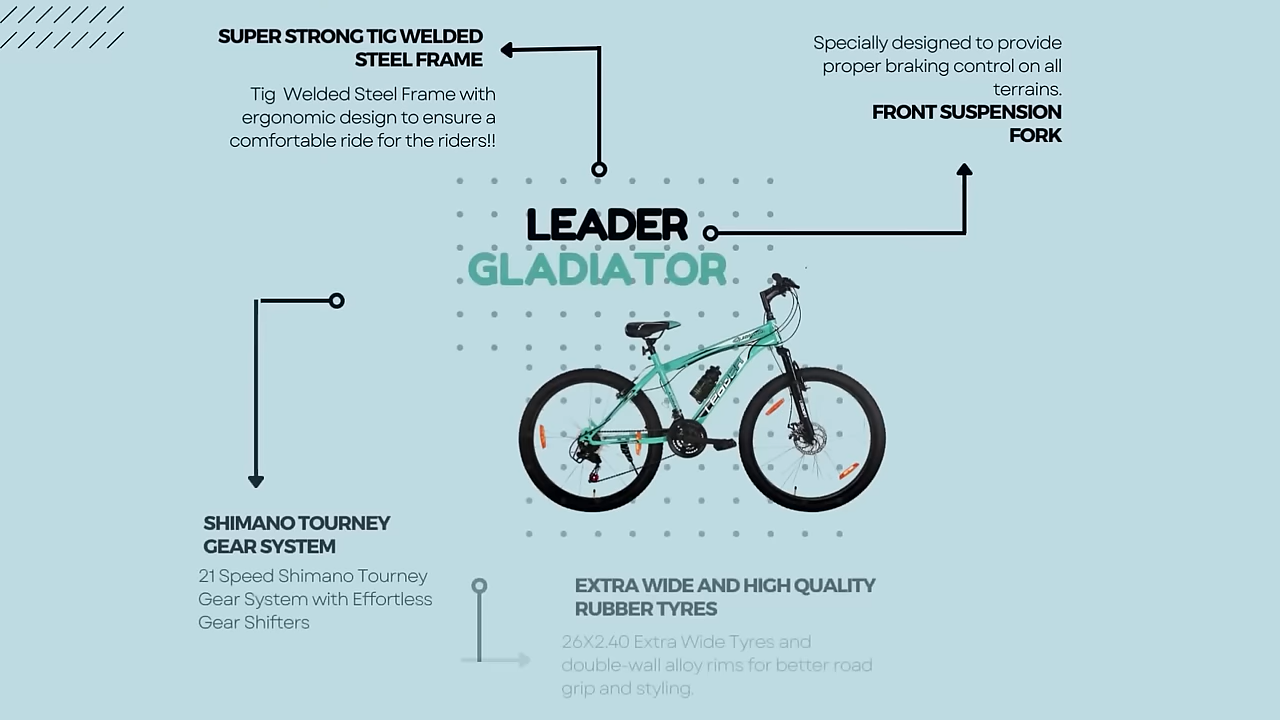 SUPER STRONG TIG WELDED
STEEL FRAME
Tig Welded Steel Frame with
ergonomic design to ensure a
comfortable ride for the riders!!
Specially designed to provide
proper braking control on all
terrains.
FRONT SUSPENSION
FORK
LEADER
GLADIATOR
LEADER
SHIMANO TOURNEY
GEAR SYSTEM
21 Speed Shimano Tourney
Gear System with Effortless
Gear Shifters
EXTRA WIDE AND HIGH QUALITY
RUBBER TYRES
26X2.40 Extra Wide Tyres and
double-wall alloy rims for better road
grip and styling.